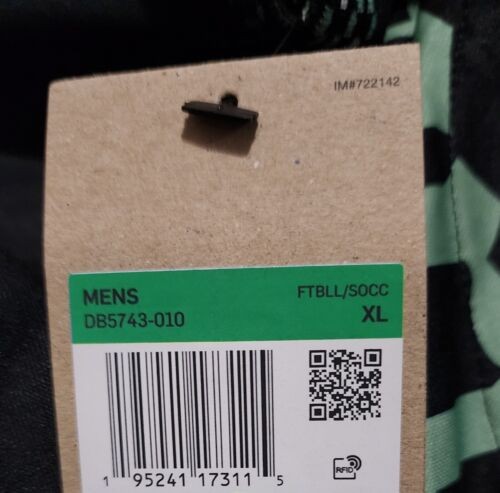 IM#722142
MENS FTBLL/SOCC
DB5743-010 XL
1 95241 17311 5
RFID